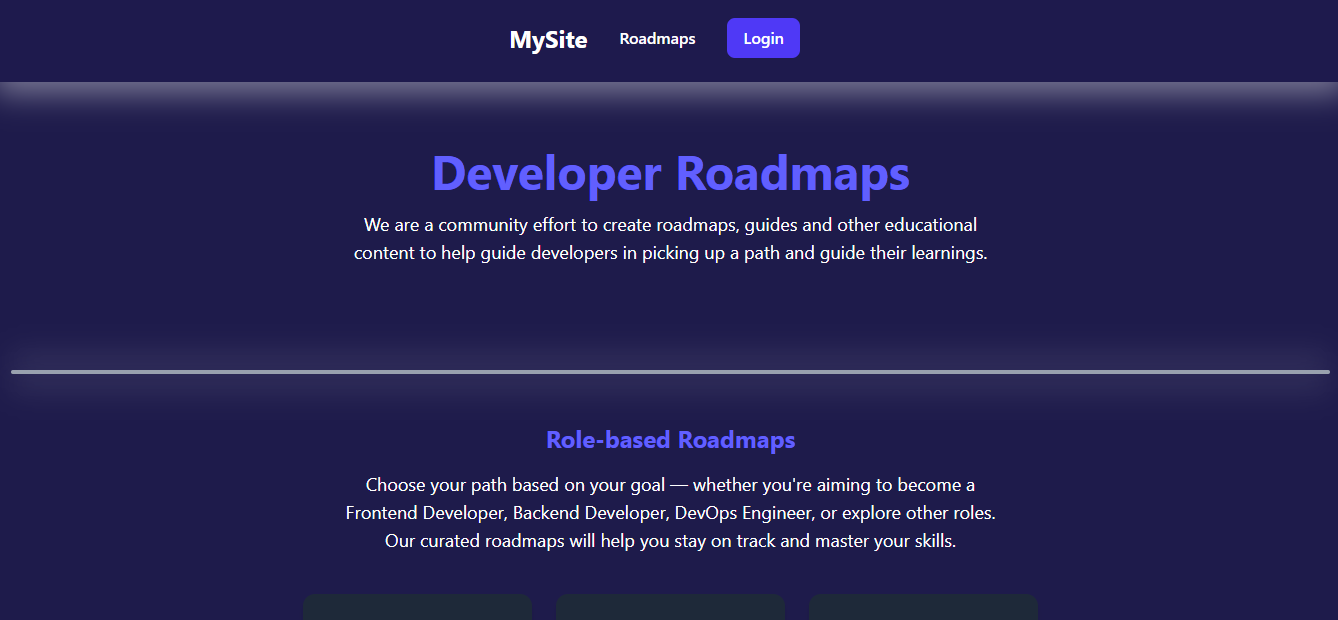 MySite Roadmaps Login
Developer Roadmaps
We are a community effort to create roadmaps, guides and other educational
content to help guide developers in picking up a path and guide their learnings.
Role-based Roadmaps
Choose your path based on your goal — whether you're aiming to become a
Frontend Developer, Backend Developer, DevOps Engineer, or explore other roles.
Our curated roadmaps will help you stay on track and master your skills.